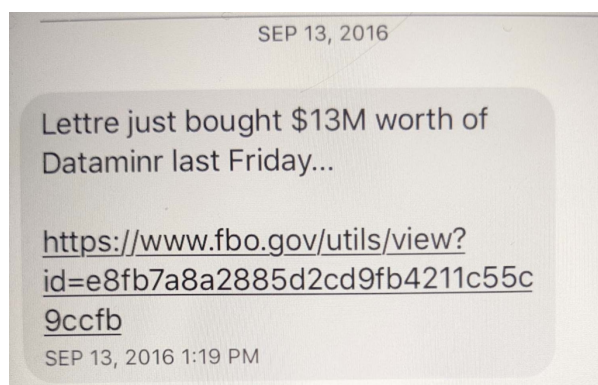 SEP 13, 2016
Lettre just bought $13M worth of
Dataminr last Friday...
https://www.fbo.gov/utils/view?
id=e8fb7a8a2885d2cd9fb4211c55c
9ccfb
SEP 13, 2016 1:19 PM